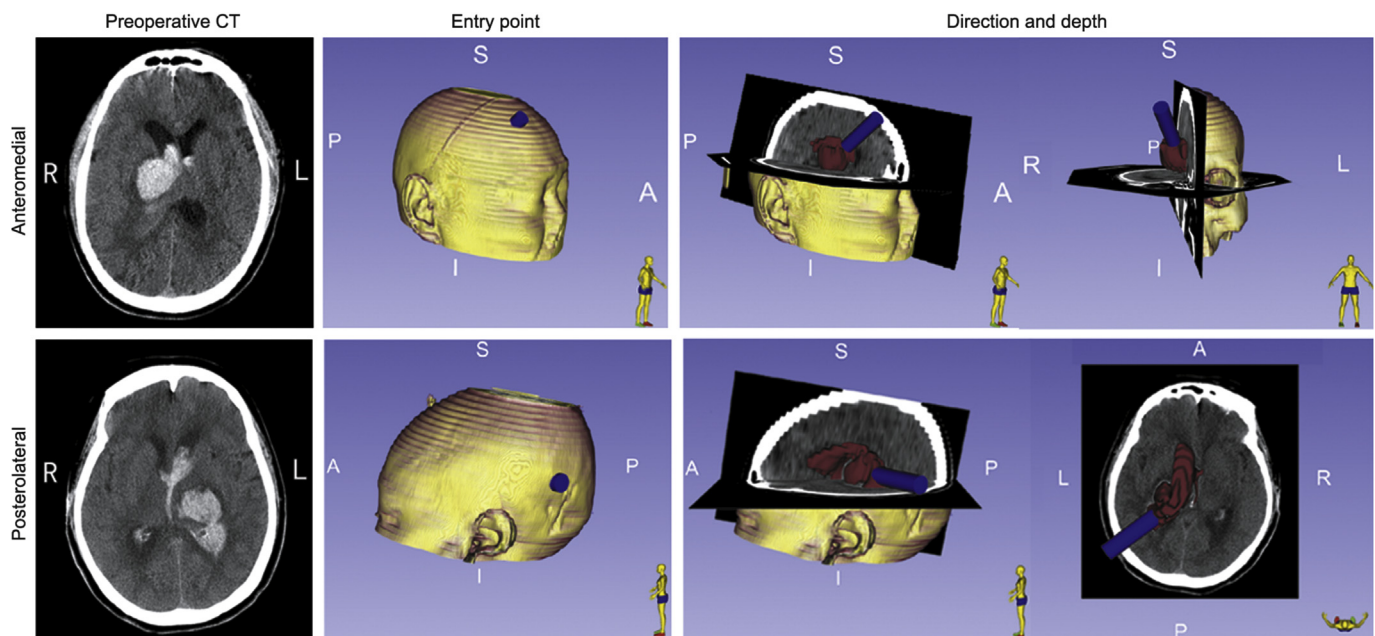 Preoperative CT
Entry point
Direction and depth
Anteromedial
R
L
S
P
A
I
S
P
A
I
S
P
R
L
I
Posterolateral
R
L
S
A
P
I
S
A
P
I
A
L
R
P